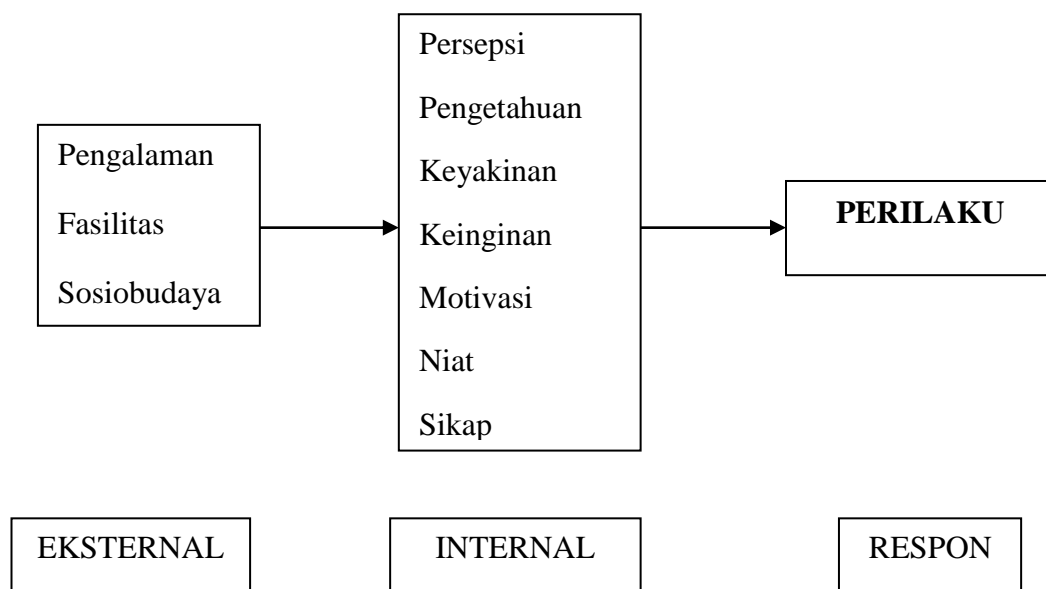 Pengalaman
Fasilitas
Sosiobudaya
Persepsi
Pengetahuan
Keyakinan
Keinginan
Motivasi
Niat
Sikap
PERILAKU
EKSTERNAL
INTERNAL
RESPON